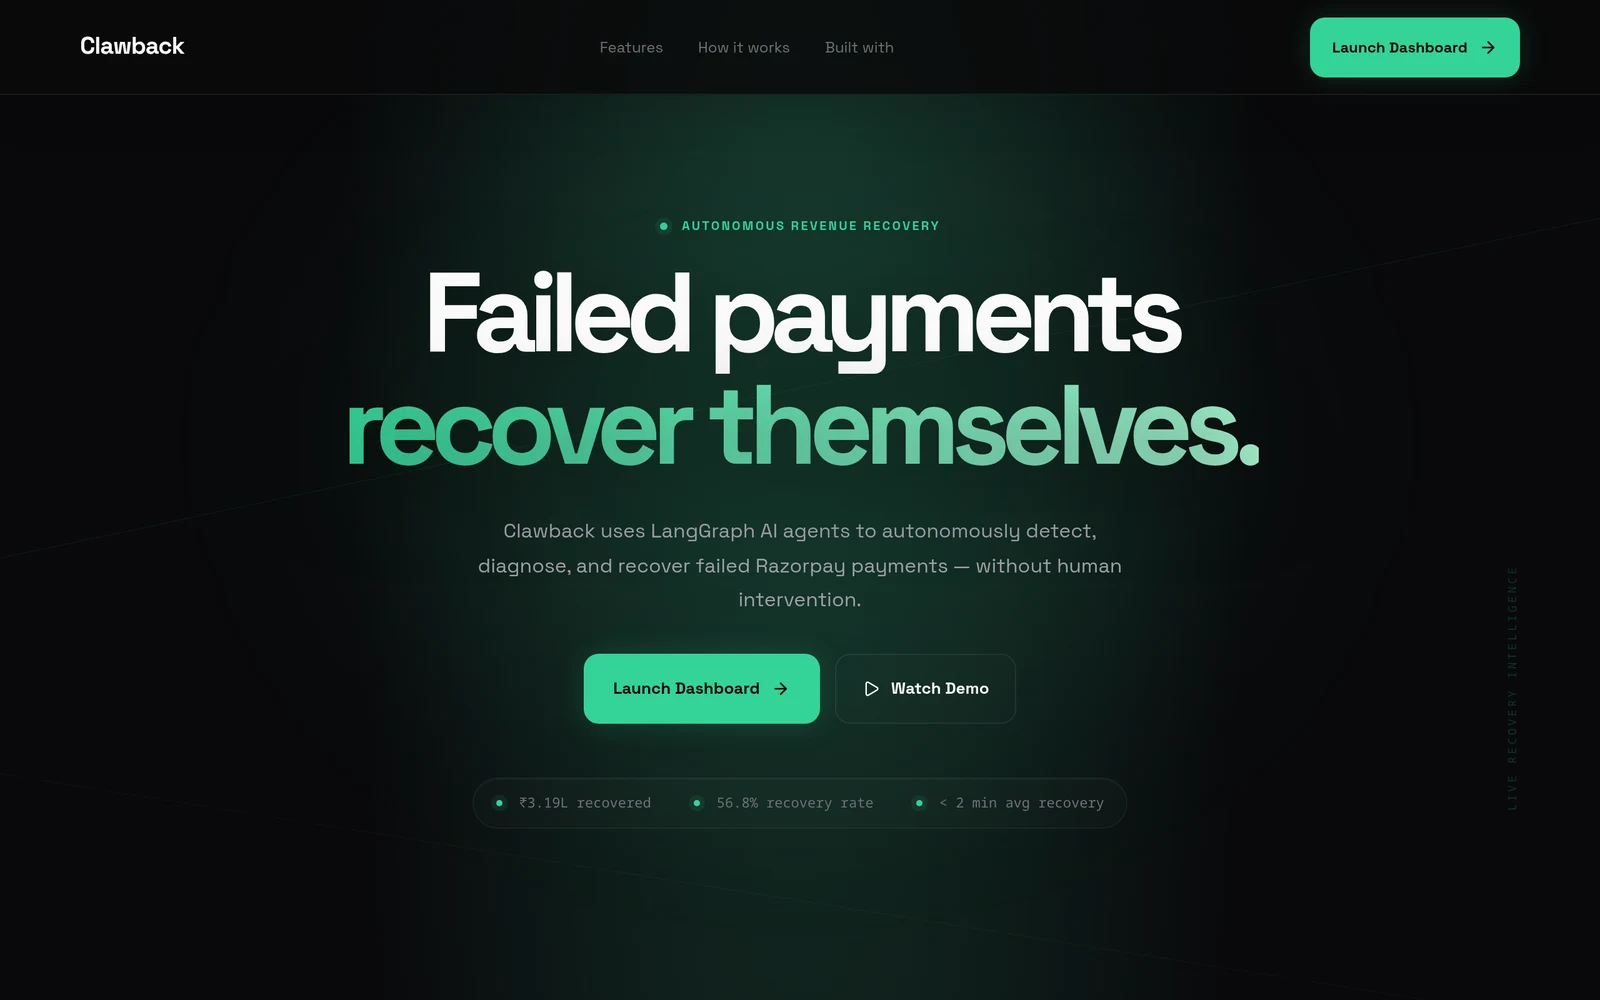 Clawback
Features
How it works
Built with
Launch Dashboard
AUTONOMOUS REVENUE RECOVERY
Failed payments
recover themselves.
Clawback uses LangGraph AI agents to autonomously detect,
diagnose, and recover failed Razorpay payments — without human
intervention.
Launch Dashboard
Watch Demo
₹3.19L recovered
56.8% recovery rate
< 2 min avg recovery
LIVE RECOVERY INTELLIGENCE